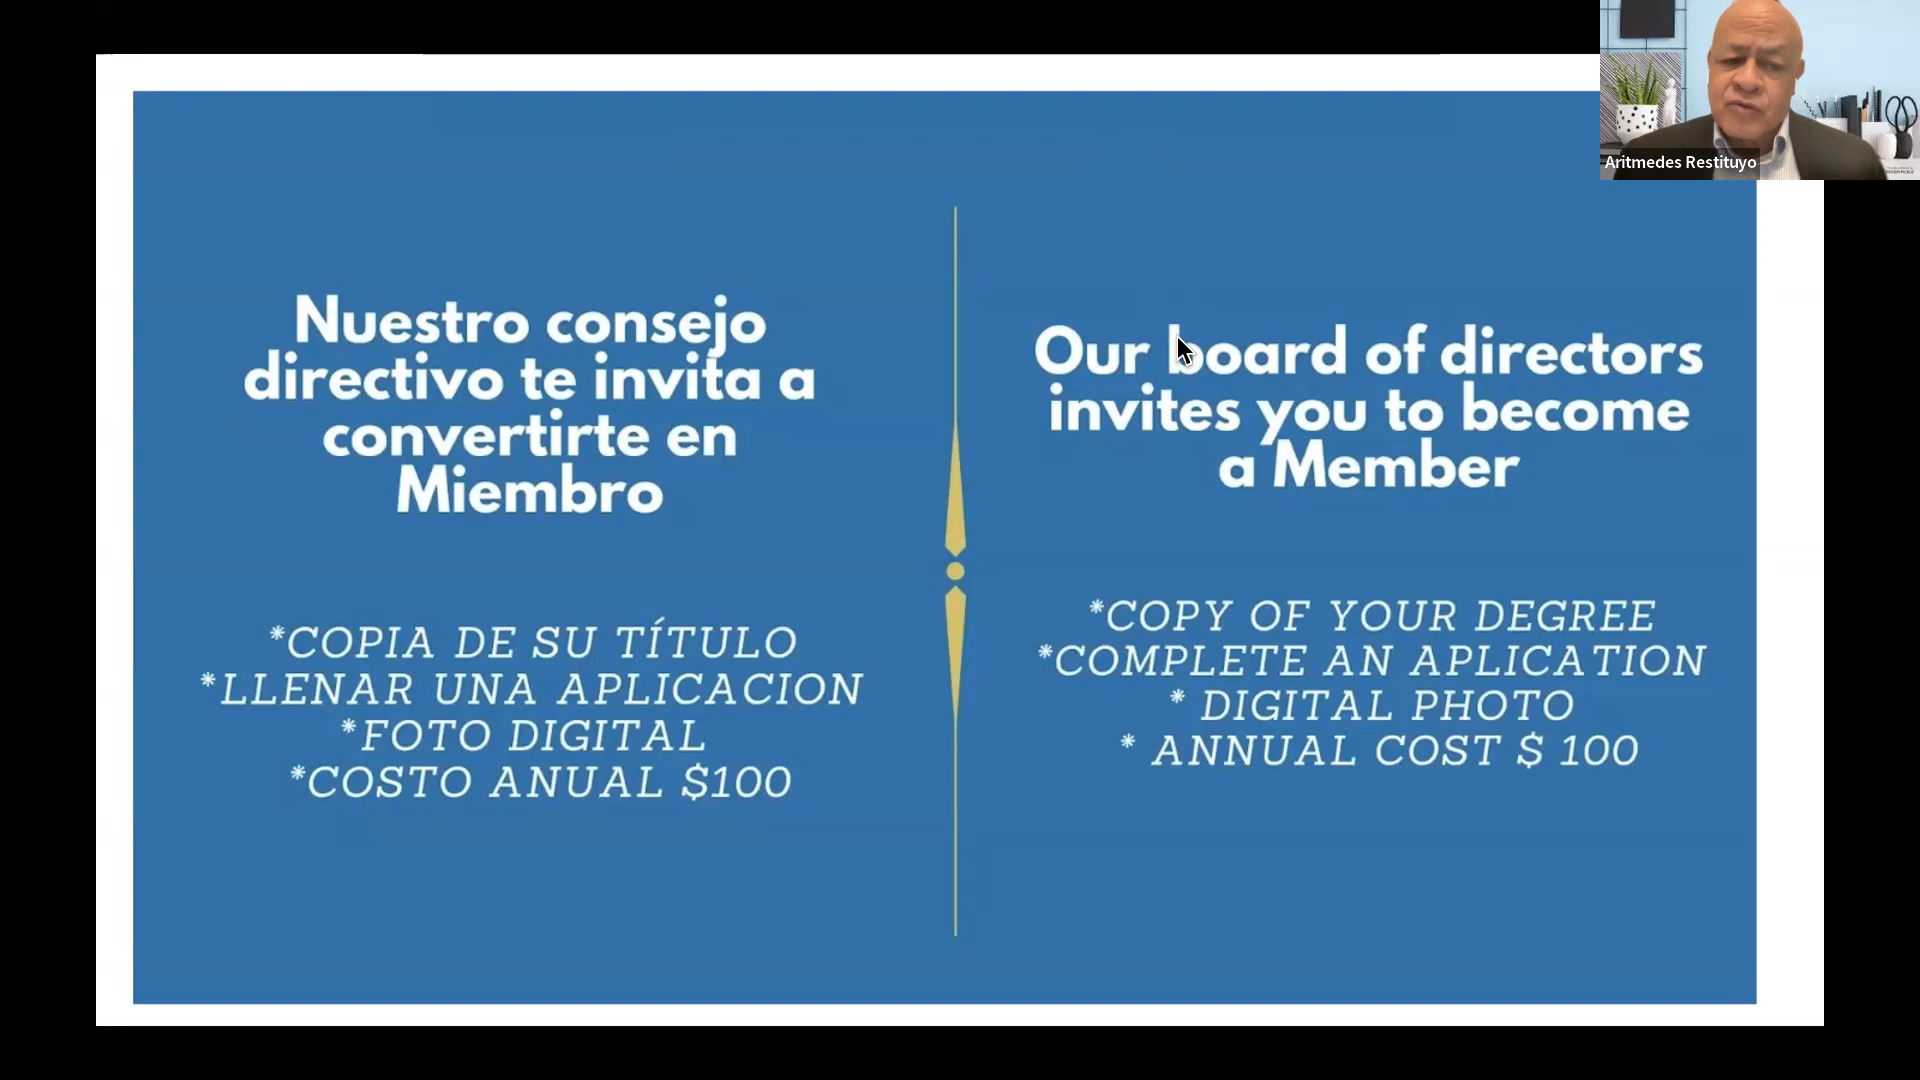 Nuestro consejo
directivo te invita a
convertirte en
Miembro
*COPIA DE SU TÍTULO
*LLENAR UNA APLICACION
*FOTO DIGITAL
*COSTO ANUAL $100
Our board of directors
invites you to become
a Member
*COPY OF YOUR DEGREE
*COMPLETE AN APLICATION
* DIGITAL PHOTO
* ANNUAL COST $ 100
Aritmedes Restituyo